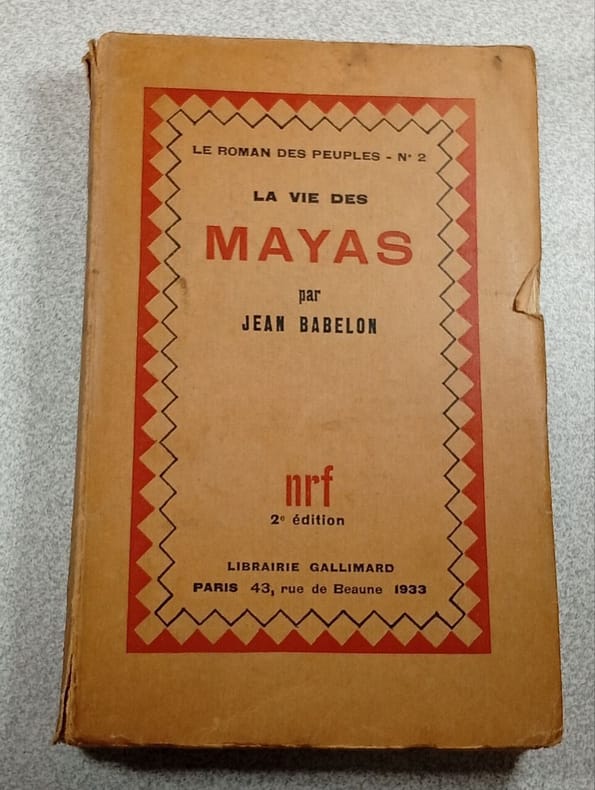 LE ROMAN DES PEUPLES - N° 2
LA VIE DES
MAYAS
par
JEAN BABELON
nrf
2e édition
LIBRAIRIE GALLIMARD
PARIS 43, rue de Beaune 1933